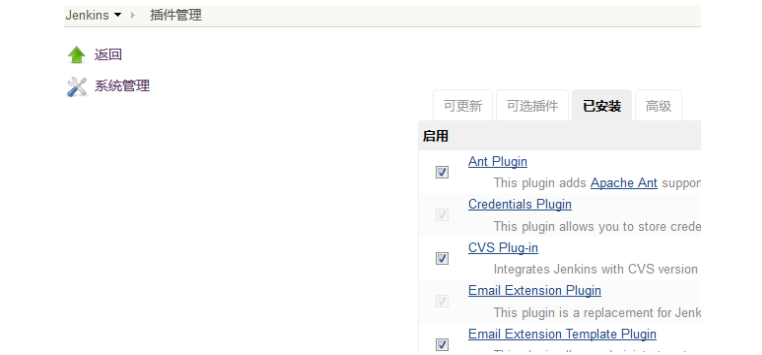 Jenkins 插件管理
返回
系统管理
可更新 可选插件 已安装 高级
启用
Ant Plugin
This plugin adds Apache Ant suppor
Credentials Plugin
This plugin allows you to store crede
CVS Plug-in
Integrates Jenkins with CVS version
Email Extension Plugin
This plugin is a replacement for Jenk
Email Extension Template Plugin